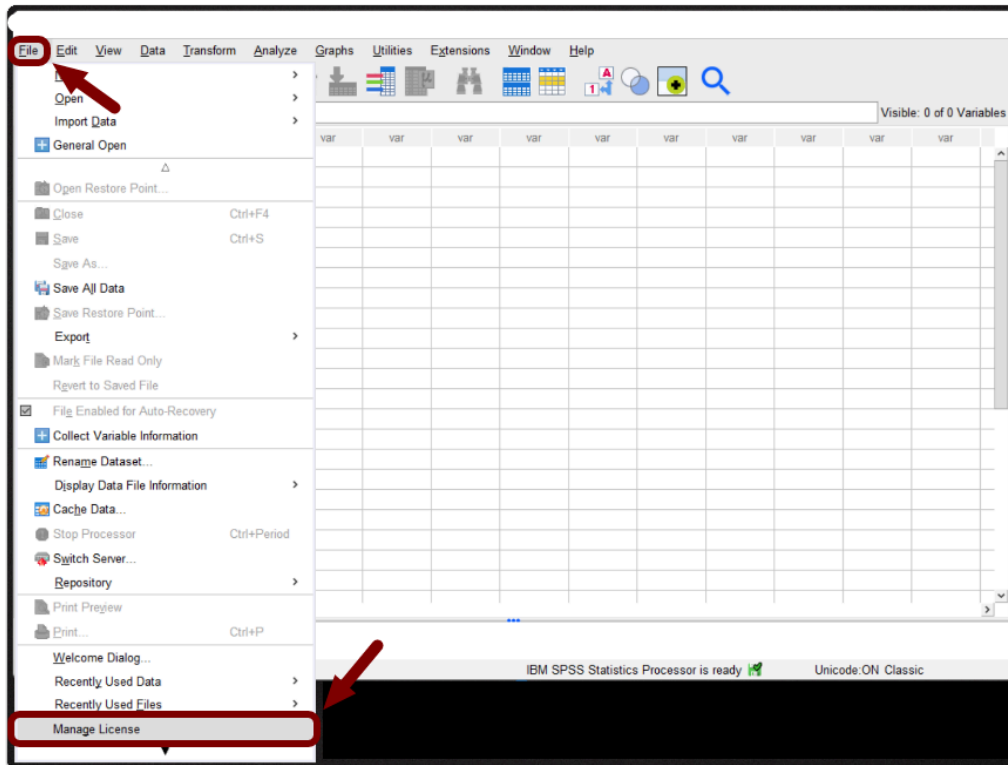 File Edit View Data Transform Analyze Graphs Utilities Extensions Window Help
Open
Import Data
General Open
Visible: 0 of 0 Variables
var var var var var var var var var var
Open Restore Point...
Close Ctrl+F4
Save Ctrl+S
Save As...
Save All Data
Save Restore Point...
Export
Mark File Read Only
Revert to Saved File
File Enabled for Auto-Recovery
Collect Variable Information
Rename Dataset...
Display Data File Information
Cache Data...
Stop Processor Ctrl+Period
Switch Server...
Repository
Print Preview
Print... Ctrl+P
Welcome Dialog...
Recently Used Data
Recently Used Files
Manage License
IBM SPSS Statistics Processor is ready Unicode:ON Classic